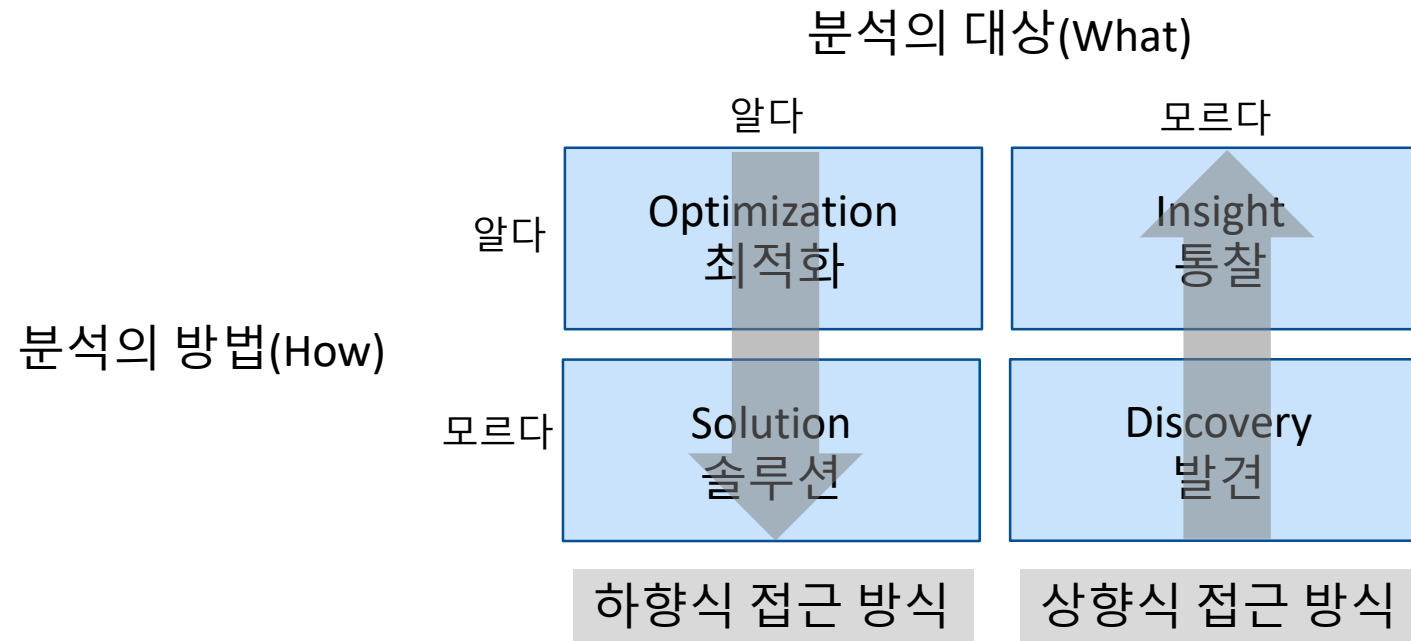 분석의 대상(What)
알다
모르다
알다
Optimization
최적화
Insight
통찰
분석의 방법(How)
모르다
Solution
솔루션
Discovery
발견
하향식 접근 방식
상향식 접근 방식